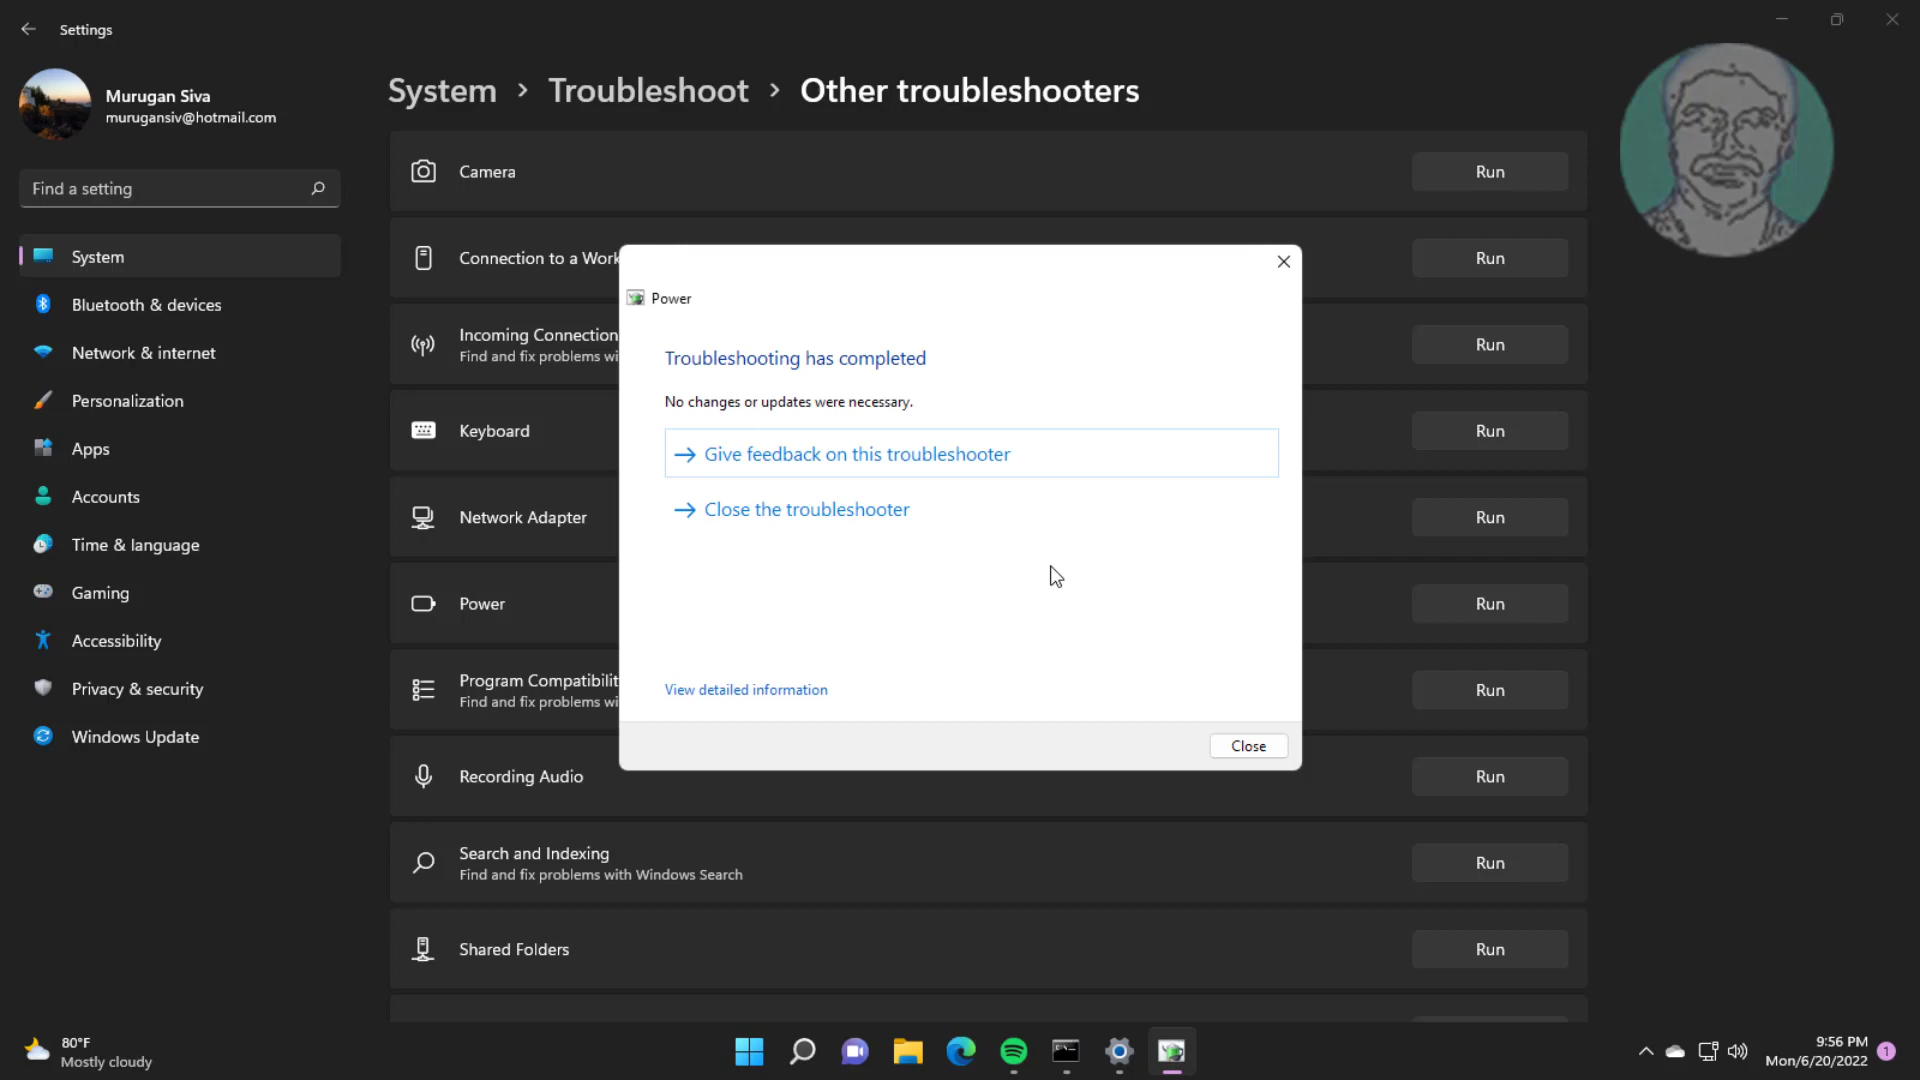 Settings
Murugan Siva
murugansiv@hotmail.com
Find a setting
System
Bluetooth & devices
Network & internet
Personalization
Apps
Accounts
Time & language
Gaming
Accessibility
Privacy & security
Windows Update
System > Troubleshoot > Other troubleshooters
Camera
Run
Connection to a Work
Run
Incoming Connection
Find and fix problems wi
Run
Keyboard
Run
Network Adapter
Run
Power
Run
Program Compatibilit
Find and fix problems wi
Run
Recording Audio
Run
Search and Indexing
Find and fix problems with Windows Search
Run
Shared Folders
Run
Power
Troubleshooting has completed
No changes or updates were necessary.
Give feedback on this troubleshooter
Close the troubleshooter
View detailed information
Close
80°F
Mostly cloudy
9:56 PM
Mon/6/20/2022
1